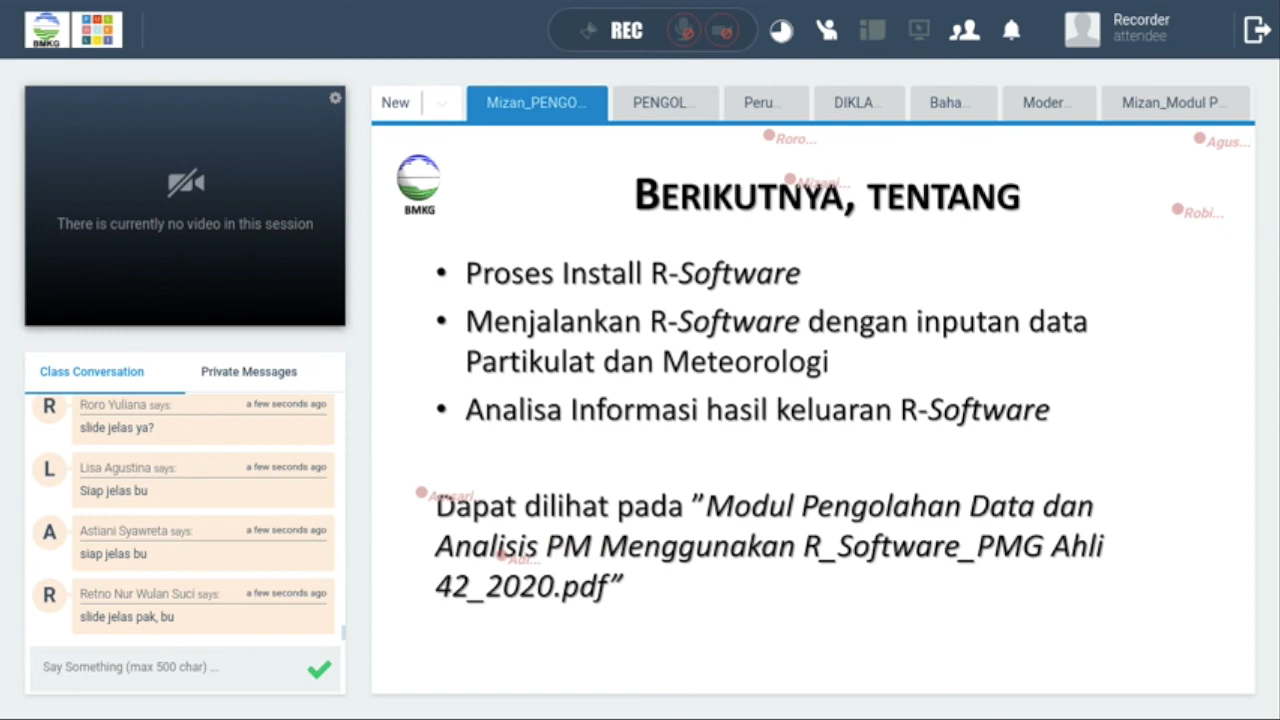 BMKG
REC
Recorder
attendee
There is currently no video in this session
Class Conversation
Private Messages
R
Roro Yuliana says:
a few seconds ago
slide jelas ya?
L
Lisa Agustina says:
a few seconds ago
Siap jelas bu
A
Astiani Syawreta says:
a few seconds ago
siap jelas bu
R
Retno Nur Wulan Suci says:
a few seconds ago
slide jelas pak, bu
Say Something (max 500 char) ...
New
Mizan_PENGO...
PENGOL...
Peru...
DIKLA...
Baha...
Moder...
Mizan_Modul P...
Roro...
Agus...
Robi...
BMKG
BERIKUTNYA, TENTANG
• Proses Install R-Software
• Menjalankan R-Software dengan inputan data
Partikulat dan Meteorologi
• Analisa Informasi hasil keluaran R-Software
Dapat dilihat pada ”Modul Pengolahan Data dan
Analisis PM Menggunakan R_Software_PMG Ahli
42_2020.pdf”